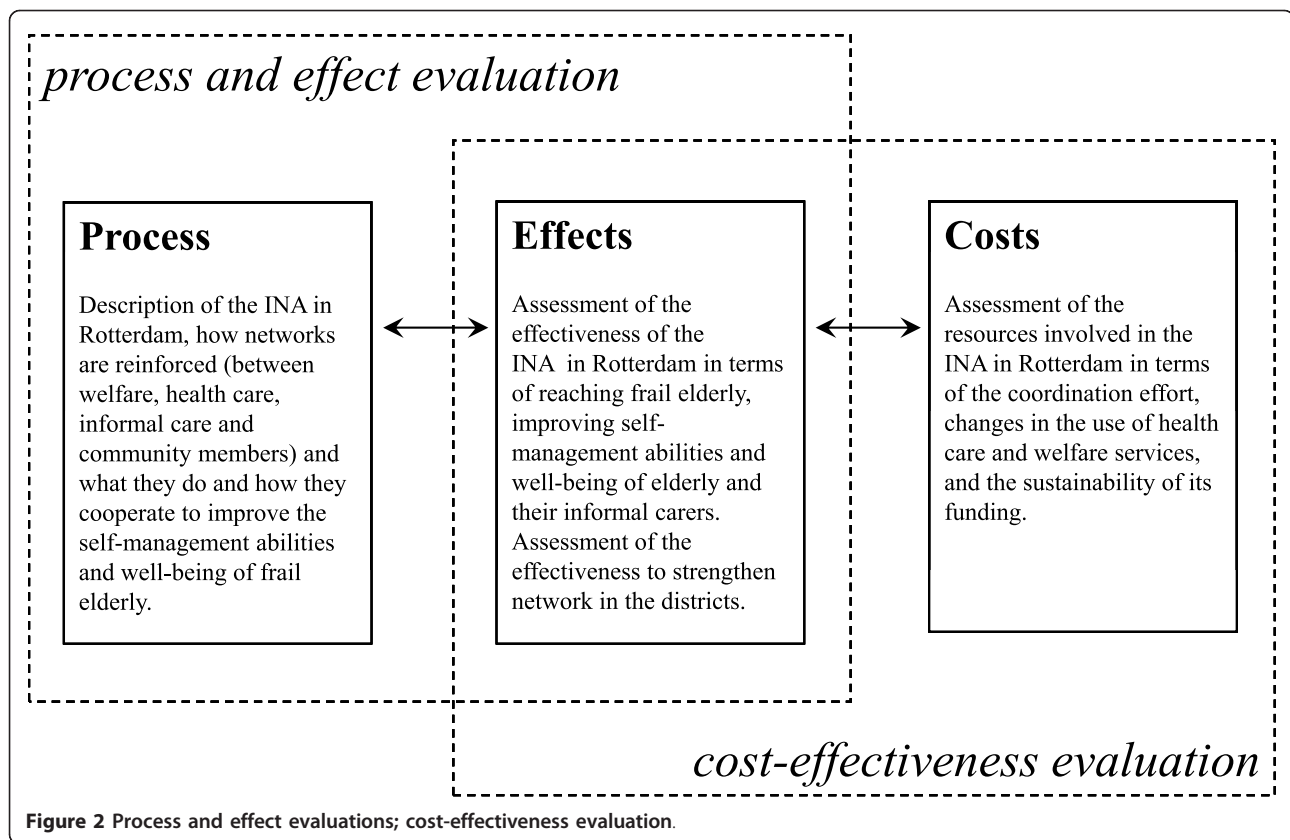 process and effect evaluation
Process
Description of the INA in
Rotterdam, how networks
are reinforced (between
welfare, health care,
informal care and
community members) and
what they do and how they
cooperate to improve the
self-management abilities
and well-being of frail
elderly.
Effects
Assessment of the
effectiveness of the
INA in Rotterdam in terms
of reaching frail elderly,
improving self-
management abilities and
well-being of elderly and
their informal carers.
Assessment of the
effectiveness to strengthen
network in the districts.
Costs
Assessment of the
resources involved in the
INA in Rotterdam in terms
of the coordination effort,
changes in the use of health
care and welfare services,
and the sustainability of its
funding.
cost-effectiveness evaluation
Figure 2 Process and effect evaluations; cost-effectiveness evaluation.